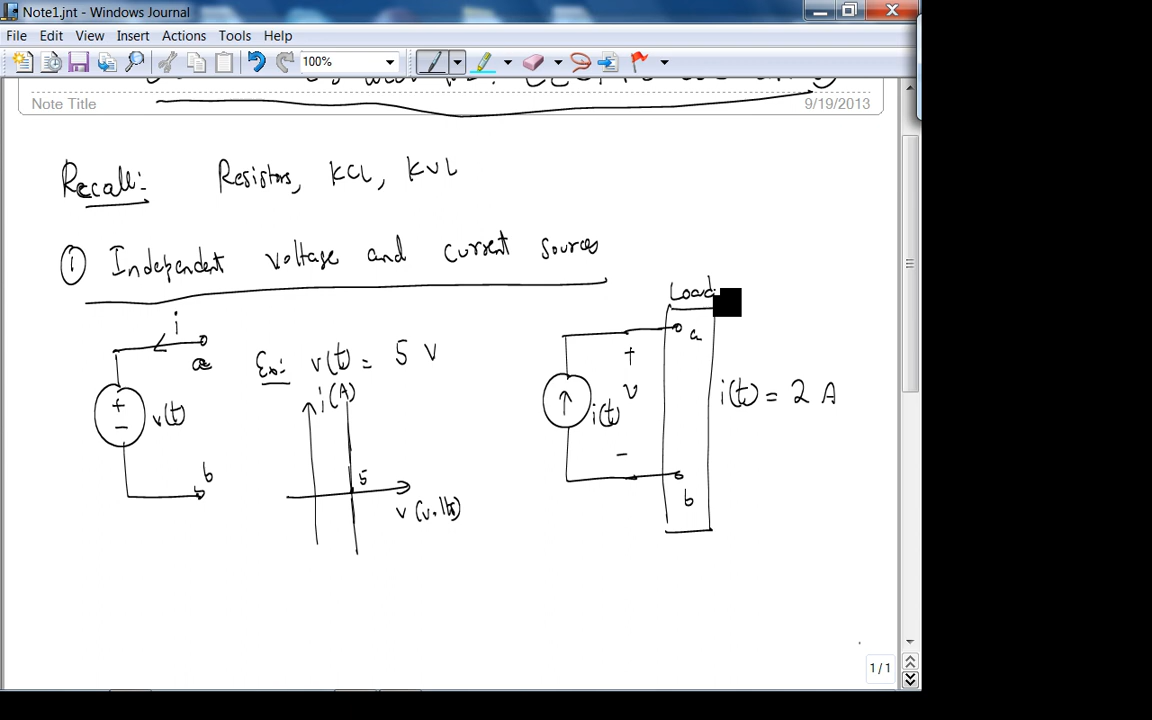 Note1.jnt - Windows Journal
File Edit View Insert Actions Tools Help
100%
Note Title
9/19/2013
Recall: Resistors, KCL, KVL
① Independent voltage and current sources
Load
i
a
a
Ex: v(t) = 5 V
i(A)
+
v
-
+
-
v(t)
i(t)
i(t) = 2 A
b
5
v (volts)
b
1/1